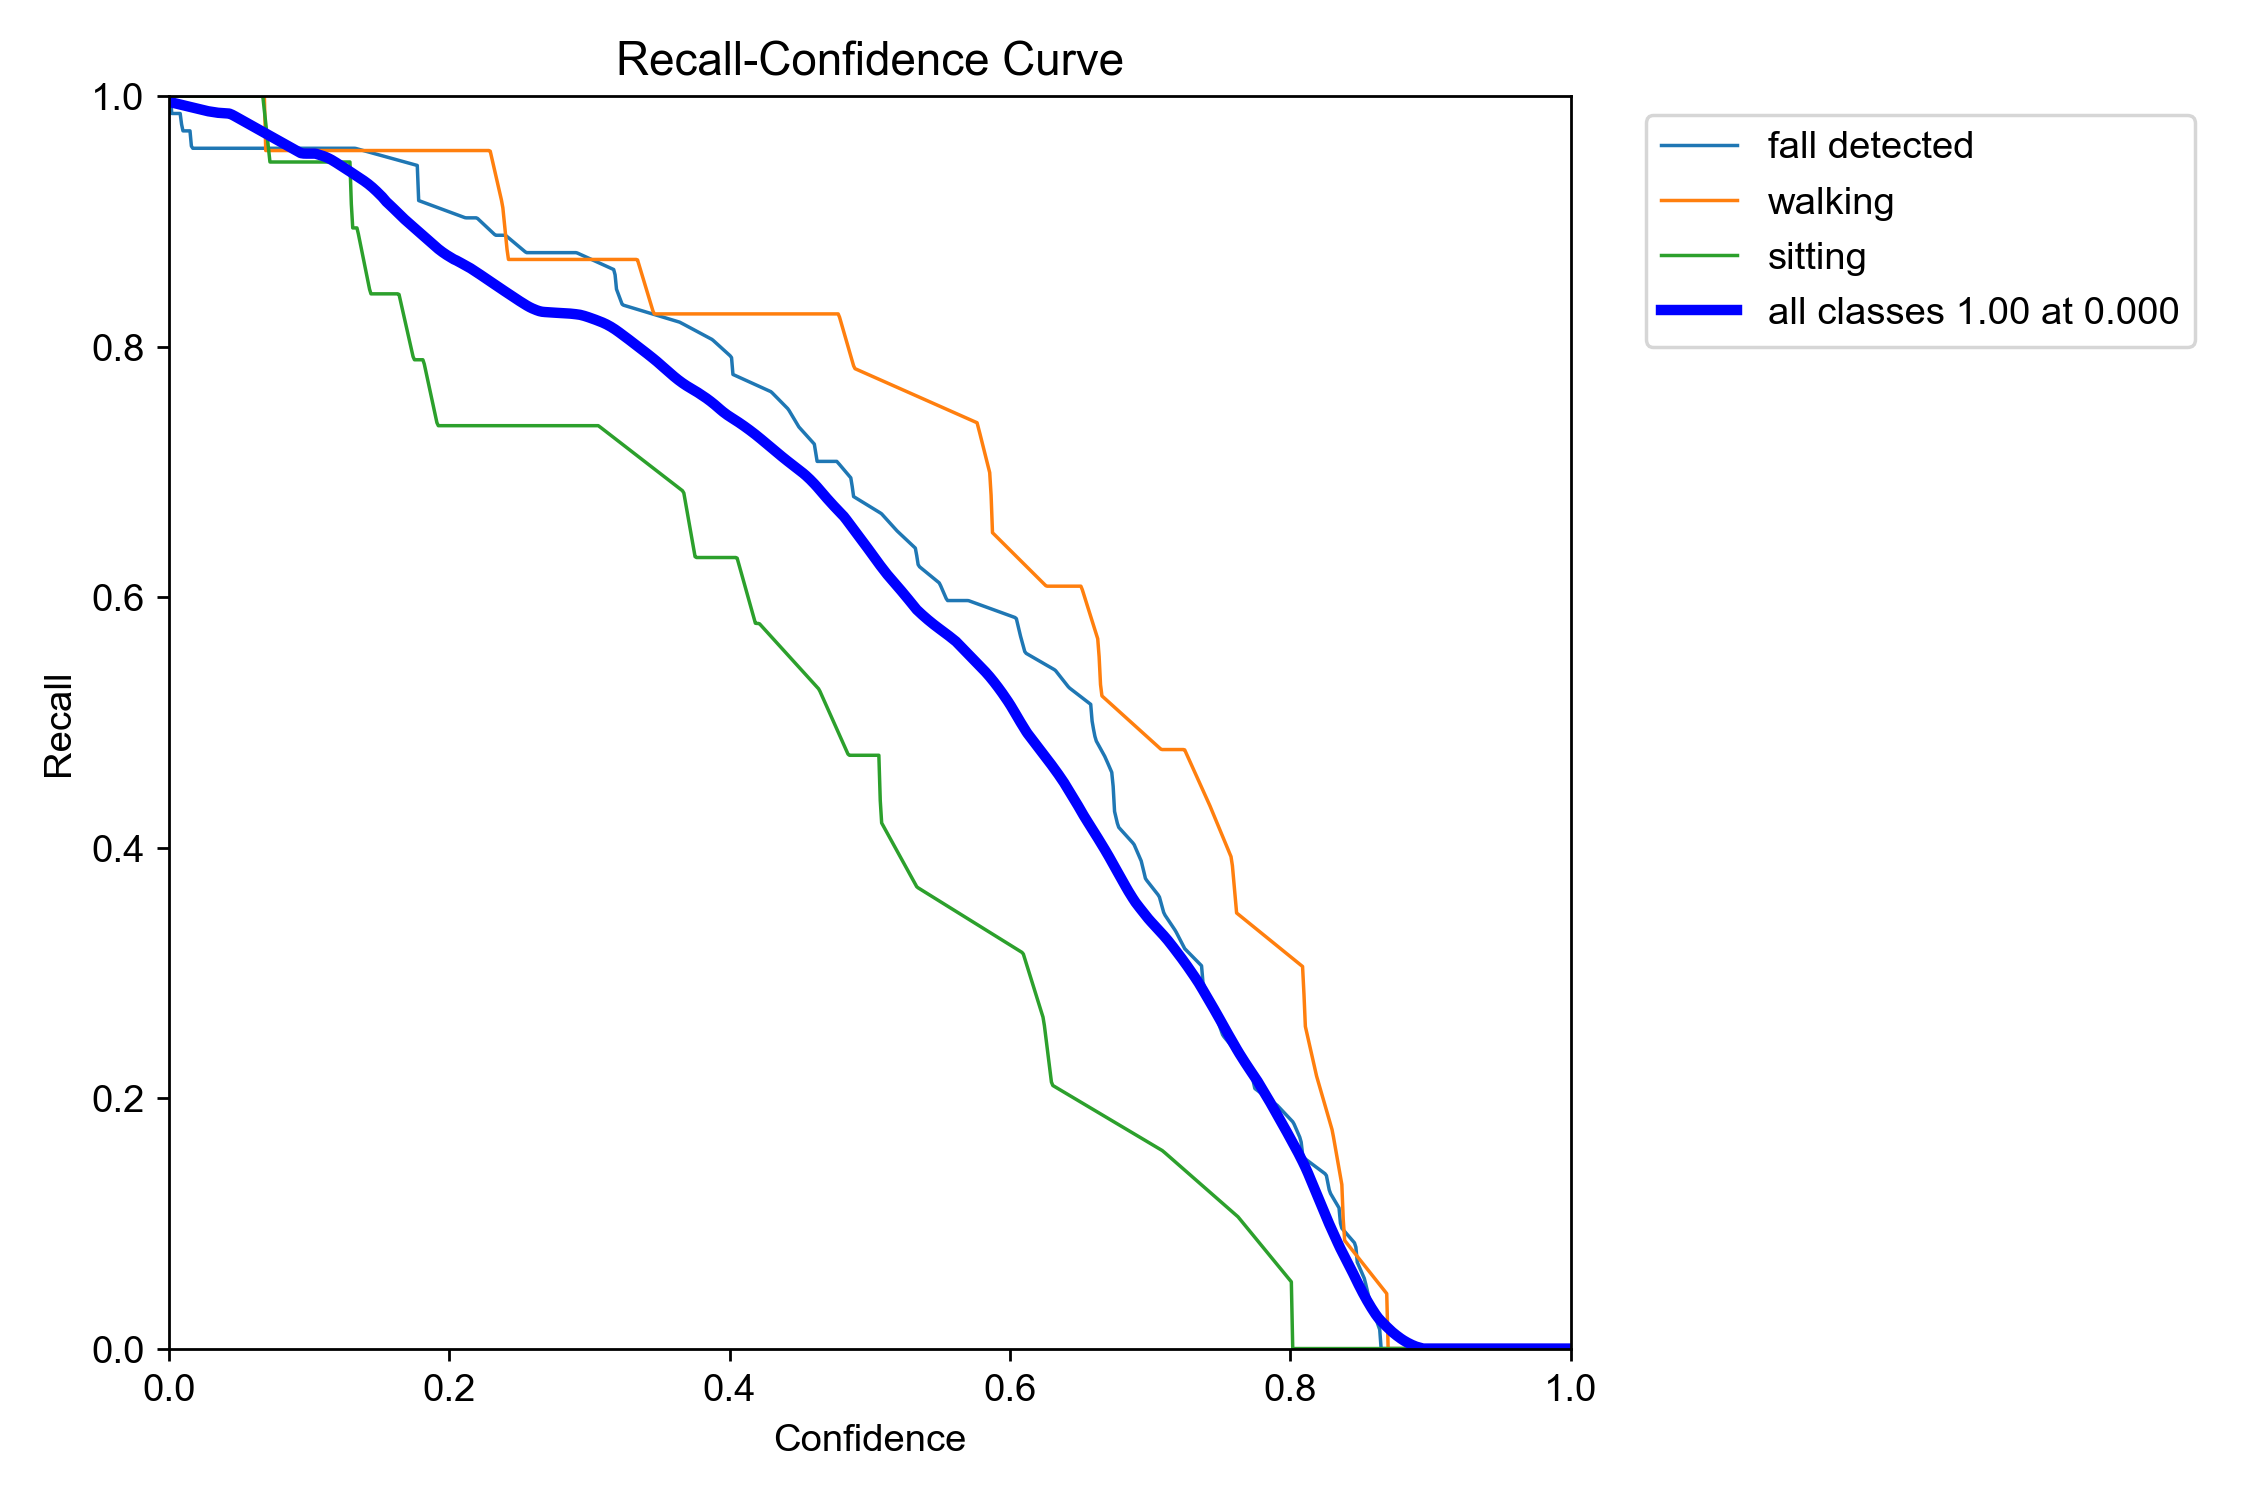 Recall-Confidence Curve
1.0
0.8
0.6
0.4
0.2
0.0
Recall
0.0 0.2 0.4 0.6 0.8 1.0
Confidence
fall detected
walking
sitting
all classes 1.00 at 0.000